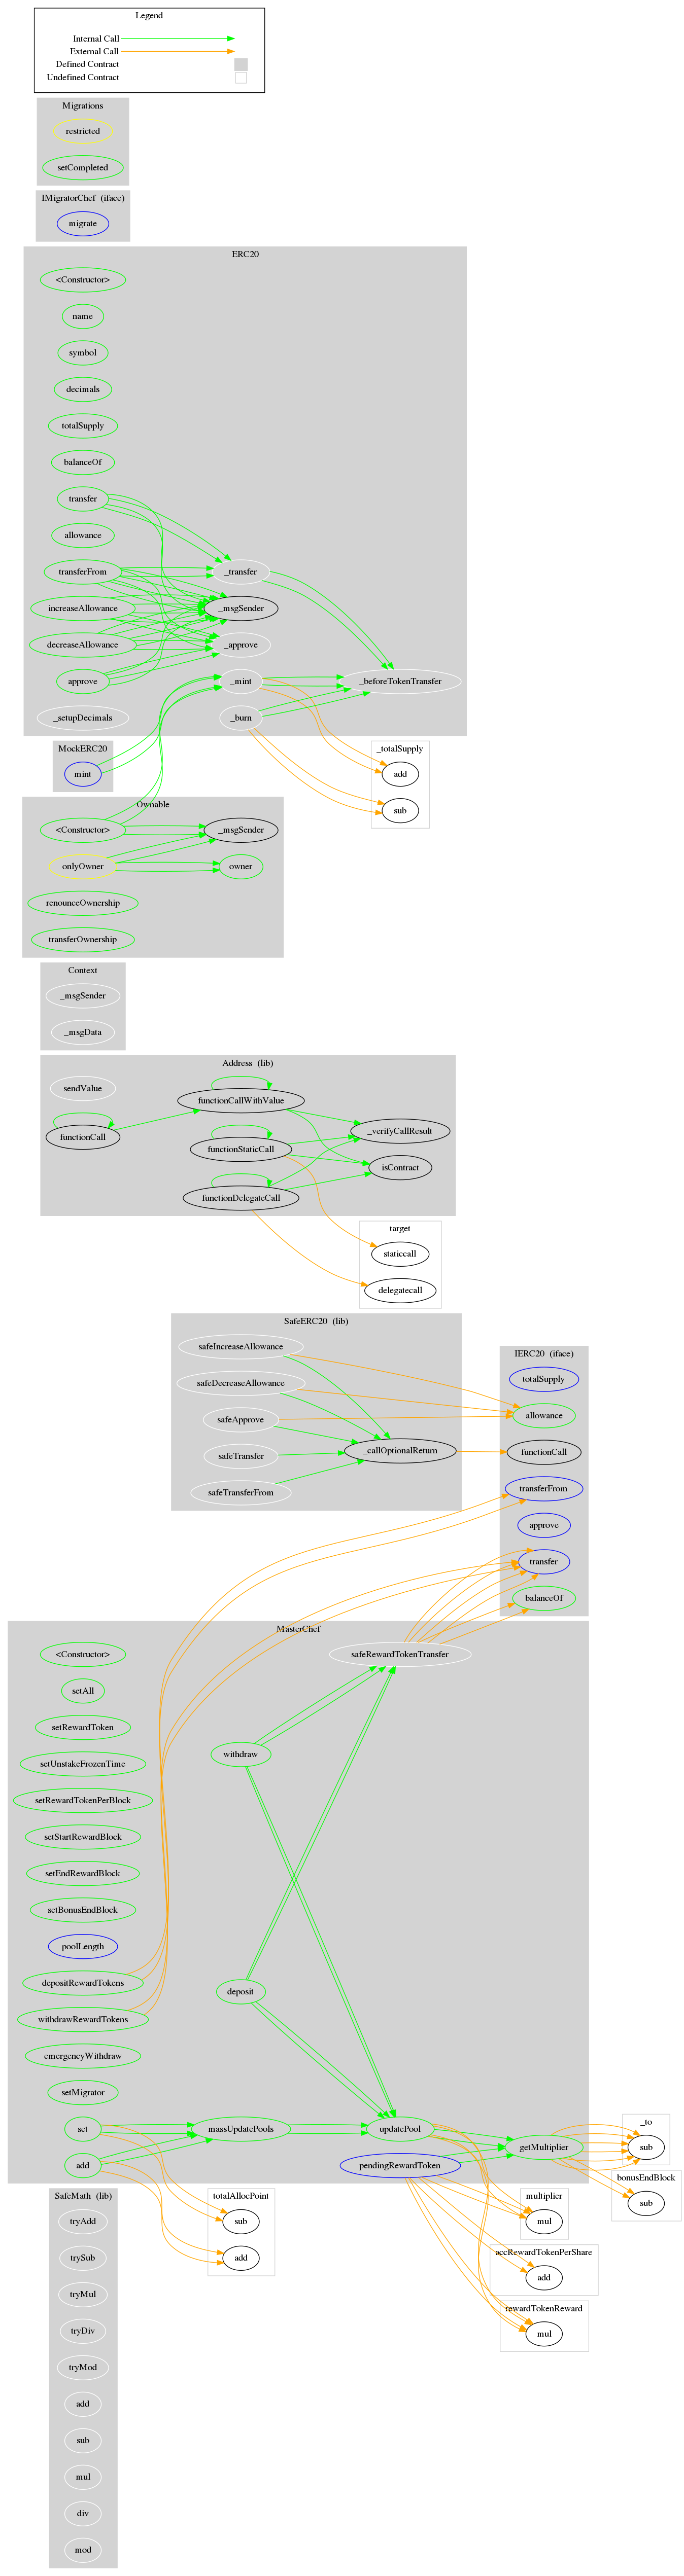 Legend
Internal Call
External Call
Defined Contract
Undefined Contract
Migrations
restricted
setCompleted
IMigratorChef (iface)
migrate
ERC20
<Constructor>
name
symbol
decimals
totalSupply
balanceOf
transfer
allowance
transferFrom
_transfer
increaseAllowance
_msgSender
decreaseAllowance
_approve
approve
_mint
_beforeTokenTransfer
_setupDecimals
_burn
MockERC20
mint
_totalSupply
add
sub
Ownable
<Constructor>
_msgSender
onlyOwner
owner
renounceOwnership
transferOwnership
Context
_msgSender
_msgData
Address (lib)
sendValue
functionCallWithValue
functionCall
_verifyCallResult
functionStaticCall
isContract
functionDelegateCall
target
staticcall
delegatecall
SafeERC20 (lib)
safeIncreaseAllowance
safeDecreaseAllowance
safeApprove
_callOptionalReturn
safeTransfer
safeTransferFrom
IERC20 (iface)
totalSupply
allowance
functionCall
transferFrom
approve
transfer
balanceOf
MasterChef
<Constructor>
safeRewardTokenTransfer
setAll
setRewardToken
withdraw
setUnstakeFrozenTime
setRewardTokenPerBlock
setStartRewardBlock
setEndRewardBlock
setBonusEndBlock
poolLength
depositRewardTokens
deposit
withdrawRewardTokens
emergencyWithdraw
setMigrator
set
massUpdatePools
updatePool
getMultiplier
add
pendingRewardToken
_to
sub
bonusEndBlock
sub
SafeMath (lib)
tryAdd
trySub
tryMul
tryDiv
tryMod
add
sub
mul
div
mod
totalAllocPoint
sub
add
multiplier
mul
accRewardTokenPerShare
add
rewardTokenReward
mul